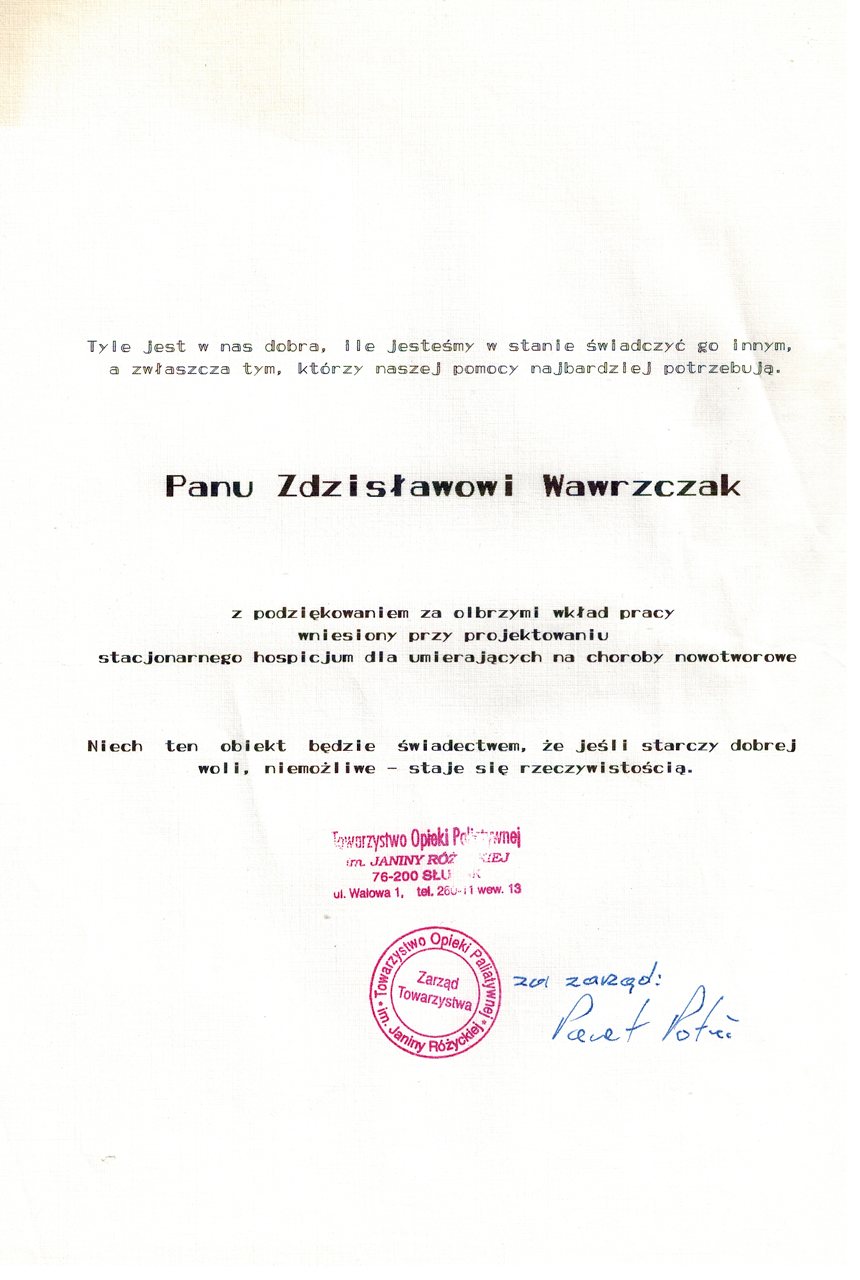 Tyle jest w nas dobra, ile jesteśmy w stanie świadczyć go innym,
a zwłaszcza tym, którzy naszej pomocy najbardziej potrzebują.
Panu Zdzisławowi Wawrzczak
z podziękowaniem za olbrzymi wkład pracy
wniesiony przy projektowaniu
stacjonarnego hospicjum dla umierających na choroby nowotworowe
Niech ten obiekt będzie świadectwem, że jeśli starczy dobrej
woli, niemożliwe - staje się rzeczywistością.
Towarzystwo Opieki Paliatywnej
im. JANINY
76-200
ul. Wałowa 1, tel. wew. 13
* Towarzystwo Opieki Paliatywnej *
im. Janiny Różyckiej
Zarząd
Towarzystwa
za zarząd: